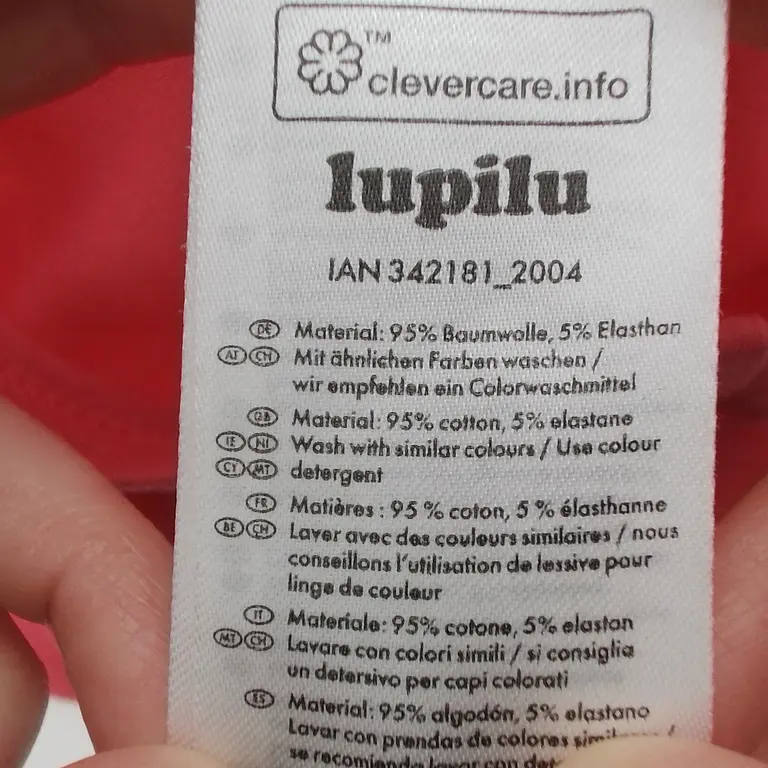 TM
clevercare.info
lupilu
IAN 342181_2004
DE Material: 95% Baumwolle, 5% Elasthan
AT CH Mit ähnlichen Farben waschen /
wir empfehlen ein Colorwaschmittel
GB Material: 95% cotton, 5% elastane
IE NI Wash with similar colours / Use colour
CY MT detergent
FR Matières : 95 % coton, 5 % élasthanne
BE CH Laver avec des couleurs similaires / nous
conseillons l'utilisation de lessive pour
linge de couleur
IT Materiale: 95% cotone, 5% elastan
MT CH Lavare con colori simili / si consiglia
un detersivo per capi colorati
ES Material: 95% algodón, 5% elastano
Lavar con prendas de colores /
se recomienda lavar con